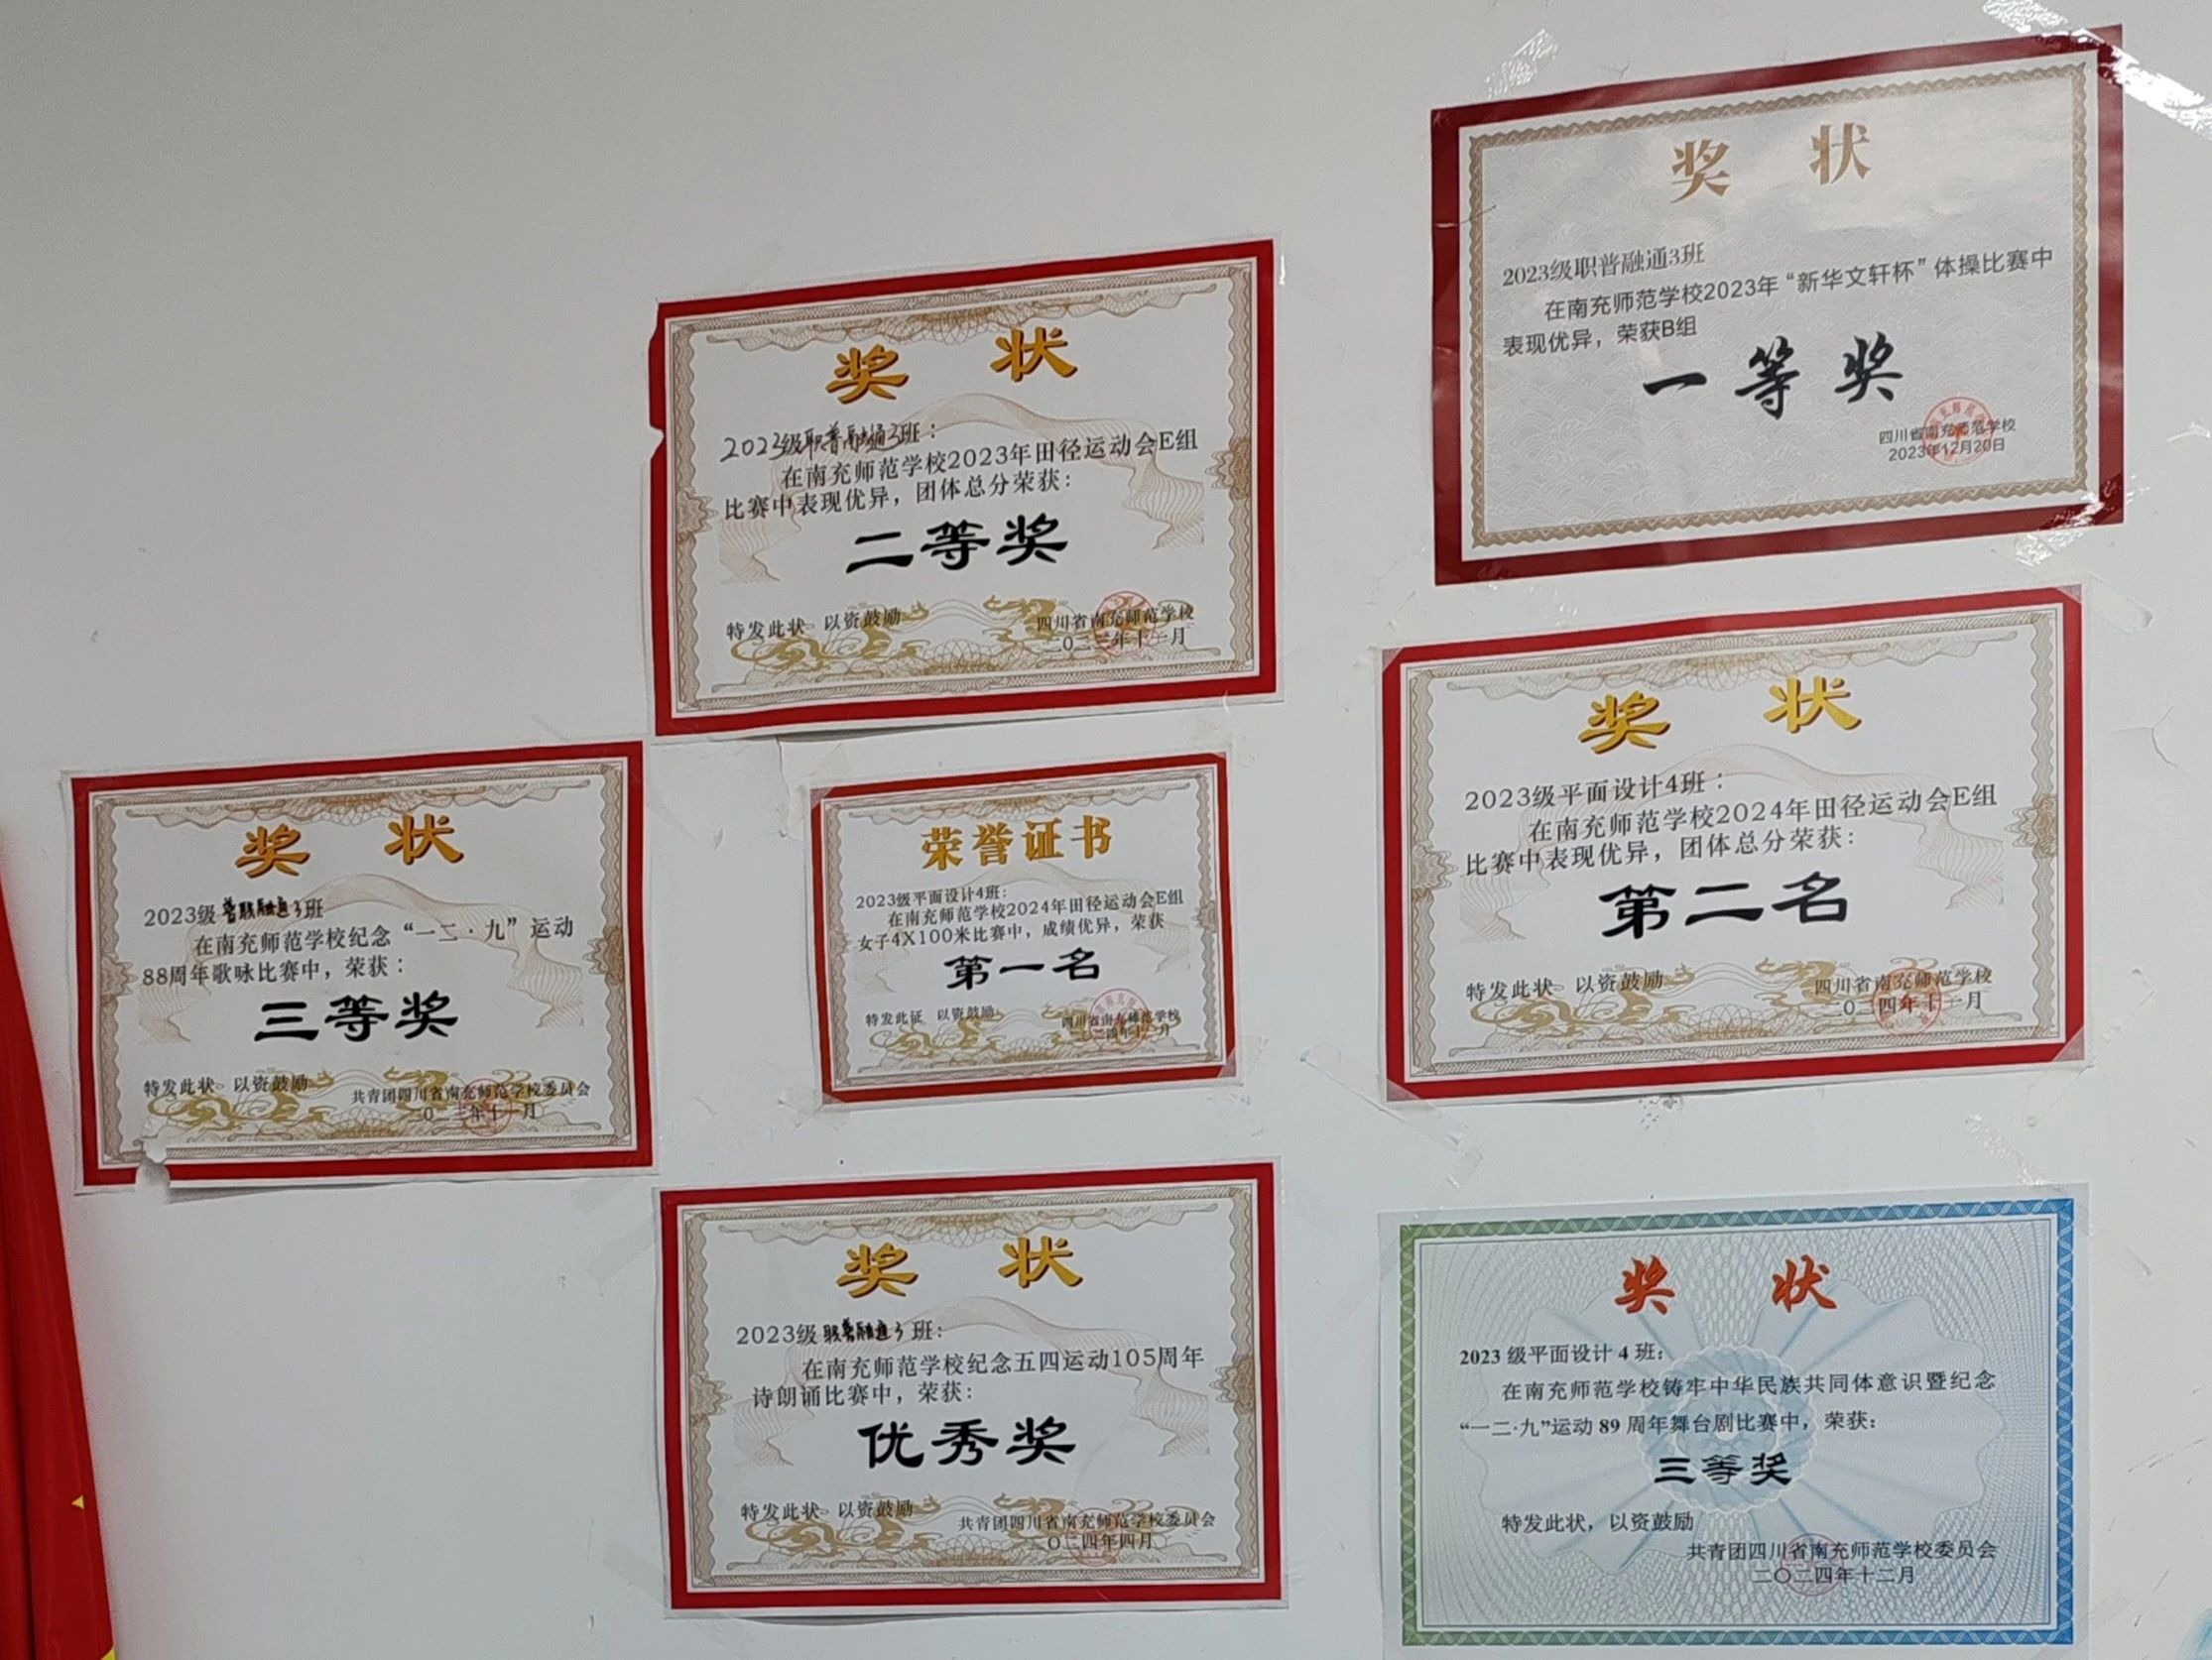 奖 状
2023级职普融通3班
在南充师范学校2023年“新华文轩杯”体操比赛中
表现优异，荣获B组
一等奖
四川省南充师范学校
2023年12月20日
奖 状
2023级职普融通3班：
在南充师范学校2023年田径运动会E组
比赛中表现优异，团体总分荣获：
二等奖
特发此状 以资鼓励
四川省南充师范学校
二〇二三年十一月
奖 状
2023级平面设计4班：
在南充师范学校2024年田径运动会E组
比赛中表现优异，团体总分荣获：
第二名
特发此状 以资鼓励
四川省南充师范学校
二〇二四年十一月
奖 状
2023级普职融通3班
在南充师范学校纪念“一二·九”运动
88周年歌咏比赛中，荣获：
三等奖
特发此状 以资鼓励
共青团四川省南充师范学校委员会
荣誉证书
2023级平面设计4班：
在南充师范学校2024年田径运动会E组
女子4X100米比赛中，成绩优异，荣获
第一名
特发此证 以资鼓励
四川省南充师范学校
二〇二四年十一月
奖 状
2023级职普融通3班：
在南充师范学校纪念五四运动105周年
诗朗诵比赛中，荣获：
优秀奖
特发此状 以资鼓励
共青团四川省南充师范学校委员会
二〇二四年四月
奖 状
2023 级平面设计 4 班：
在南充师范学校铸牢中华民族共同体意识暨纪念
“一二·九”运动 89 周年舞台剧比赛中，荣获：
三等奖
特发此状，以资鼓励
共青团四川省南充师范学校委员会
二〇二四年十二月